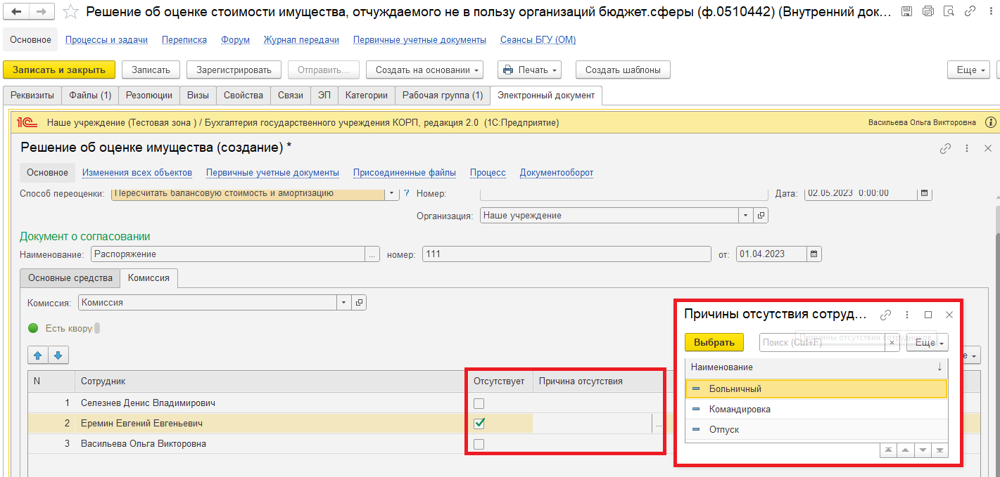 Решение об оценке стоимости имущества, отчуждаемого не в пользу организаций бюджет.сферы (ф.0510442) (Внутренний док...
Основное Процессы и задачи Переписка Форум Журнал передачи Первичные учетные документы Сеансы БГУ (ОМ)
Записать и закрыть Записать Зарегистрировать Отправить... Создать на основании Печать Создать шаблоны Еще
Реквизиты Файлы (1) Резолюции Визы Свойства Связи ЭП Категории Рабочая группа (1) Электронный документ
1С Наше учреждение (Тестовая зона ) / Бухгалтерия государственного учреждения КОРП, редакция 2.0 (1С:Предприятие) Васильева Ольга Викторовна
Решение об оценке имущества (создание) *
Основное Изменения всех объектов Первичные учетные документы Присоединенные файлы Процесс Документооборот
Способ переоценки: Пересчитать балансовую стоимость и амортизацию ? Номер: Дата: 02.05.2023 0:00:00
Организация: Наше учреждение
Документ о согласовании
Наименование: Распоряжение ... номер: 111 от: 01.04.2023
Основные средства Комиссия
Комиссия: Комиссия
Есть квору
N Сотрудник Отсутствует Причина отсутствия
1 Селезнев Денис Владимирович
2 Еремин Евгений Евгеньевич ...
3 Васильева Ольга Викторовна
Причины отсутствия сотруд...
Выбрать Поиск (Ctrl+F) × Еще
Причины отсутствия сотрудников
Наименование ↓
Больничный
Командировка
Отпуск